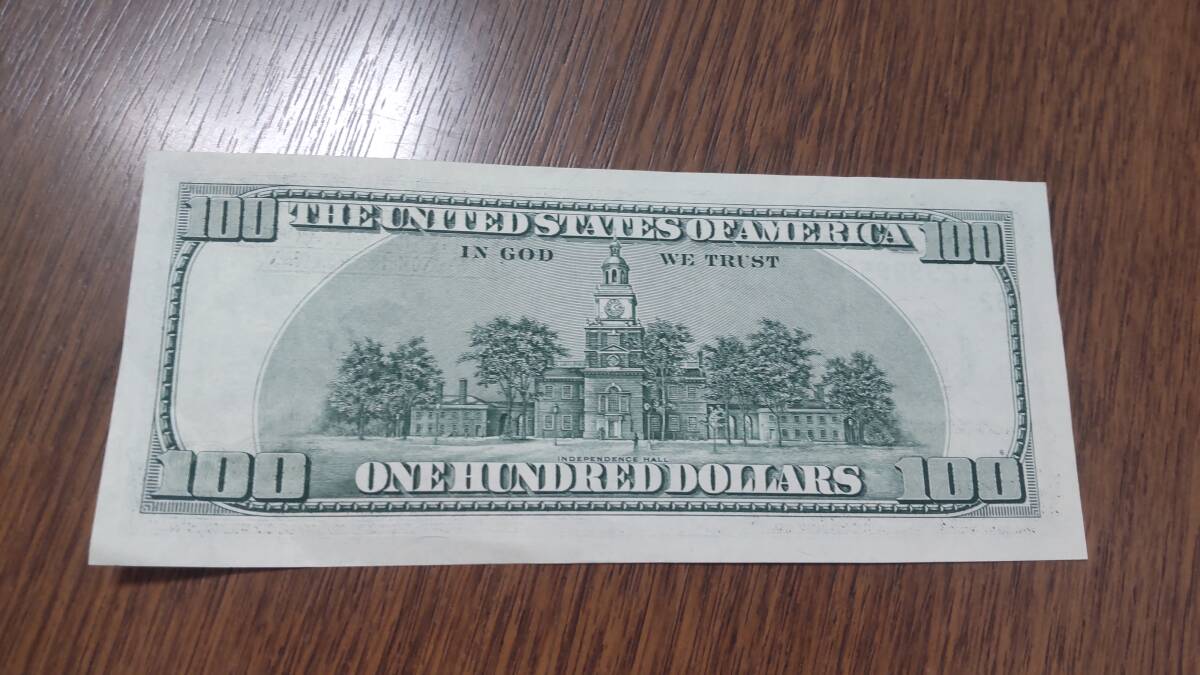 100 THE UNITED STATES OF AMERICA 100
IN GOD WE TRUST
INDEPENDENCE HALL
100 ONE HUNDRED DOLLARS 100